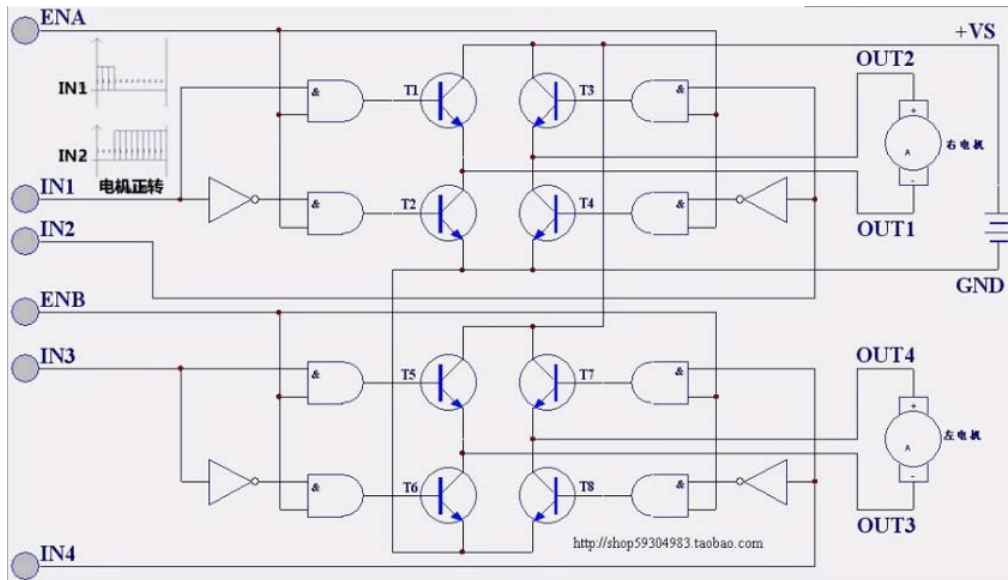 ENA
+VS
OUT2
IN1
& T1 T3 &
+
A 右电机
-
IN2
电机正转
IN1
& T2 T4 &
OUT1
IN2
GND
ENB
IN3
OUT4
& T5 T7 &
+
A 左电机
-
& T6 T8 &
OUT3
http://shop59304983.taobao.com
IN4